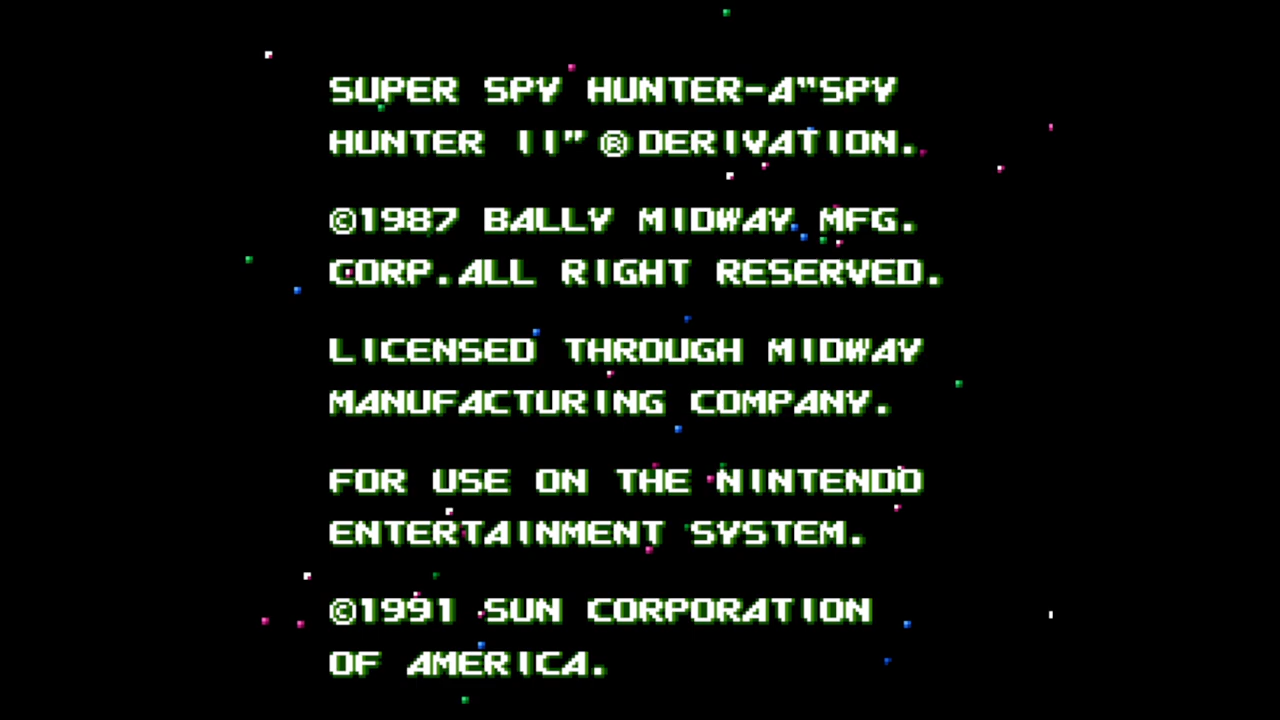 SUPER SPY HUNTER-A"SPY
HUNTER II" ®DERIVATION.
©1987 BALLY MIDWAY MFG.
CORP.ALL RIGHT RESERVED.
LICENSED THROUGH MIDWAY
MANUFACTURING COMPANY.
FOR USE ON THE NINTENDO
ENTERTAINMENT SYSTEM.
©1991 SUN CORPORATION
OF AMERICA.